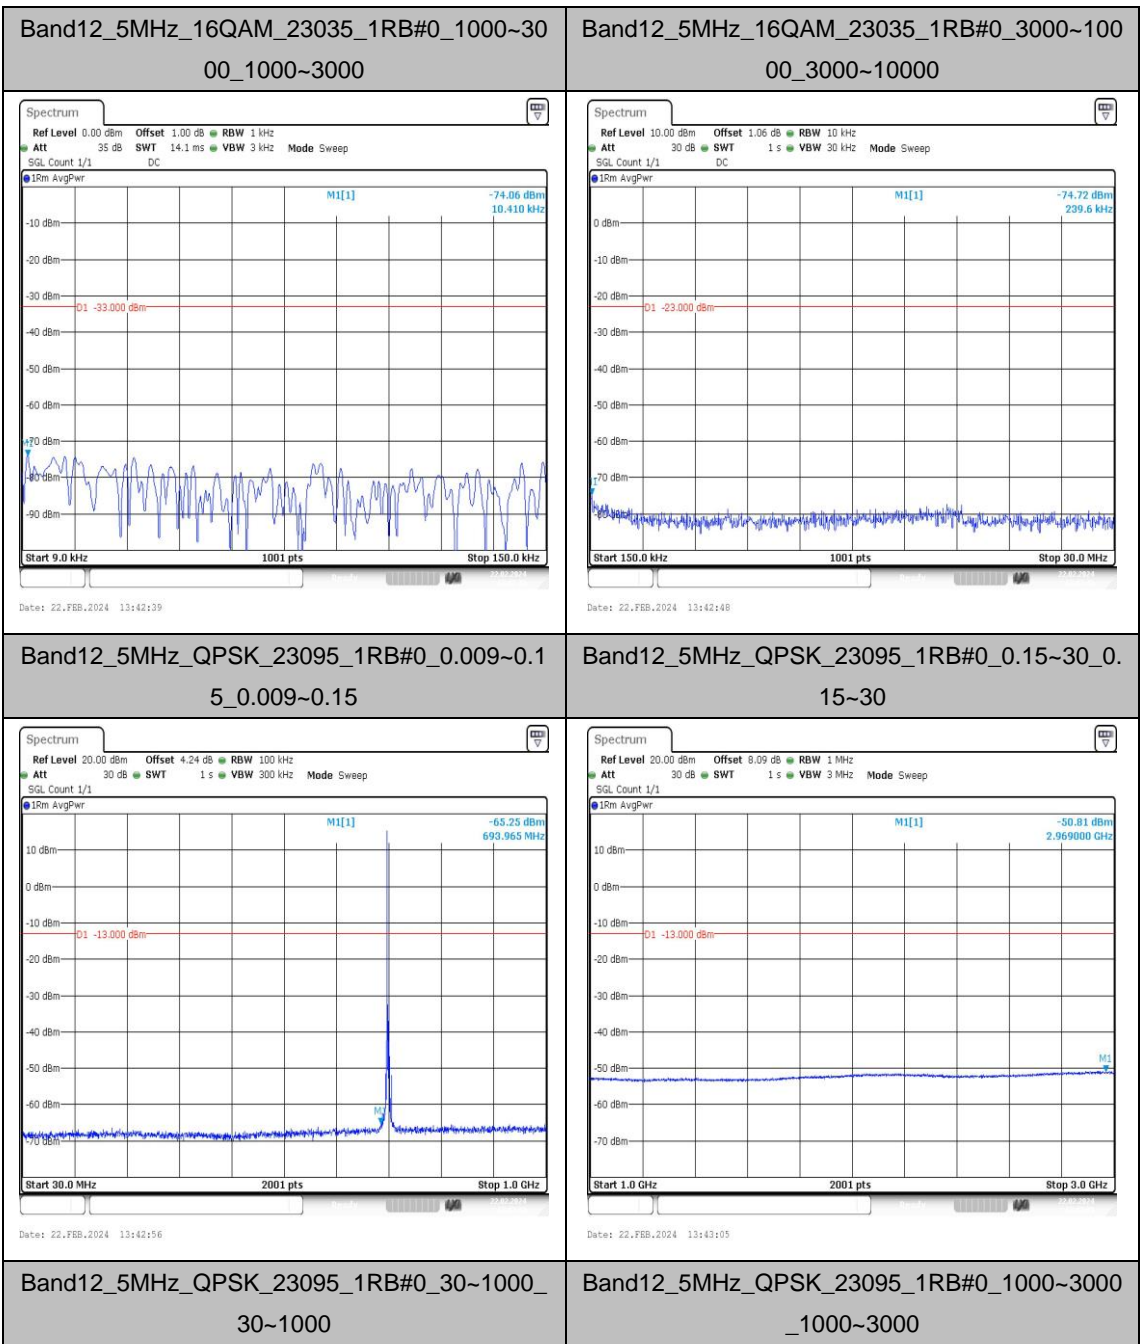 Band12_5MHz_16QAM_23035_1RB#0_1000~30
00_1000~3000
Band12_5MHz_16QAM_23035_1RB#0_3000~100
00_3000~10000
Spectrum
Ref Level 0.00 dBm Offset 1.00 dB RBW 1 kHz
Att 35 dB SWT 14.1 ms VBW 3 kHz Mode Sweep
SGL Count 1/1 DC
1Rm AvgPwr
M1[1] -74.06 dBm
10.410 kHz
-10 dBm
-20 dBm
-30 dBm
D1 -33.000 dBm
-40 dBm
-50 dBm
-60 dBm
-70 dBm
-80 dBm
-90 dBm
Start 9.0 kHz 1001 pts Stop 150.0 kHz
Date: 22.FEB.2024 13:42:39
Spectrum
Ref Level 10.00 dBm Offset 1.06 dB RBW 10 kHz
Att 30 dB SWT 1 s VBW 30 kHz Mode Sweep
SGL Count 1/1 DC
1Rm AvgPwr
M1[1] -74.72 dBm
239.6 kHz
0 dBm
-10 dBm
-20 dBm
D1 -23.000 dBm
-30 dBm
-40 dBm
-50 dBm
-60 dBm
-70 dBm
-80 dBm
Start 150.0 kHz 1001 pts Stop 30.0 MHz
Date: 22.FEB.2024 13:42:48
Band12_5MHz_QPSK_23095_1RB#0_0.009~0.1
5_0.009~0.15
Band12_5MHz_QPSK_23095_1RB#0_0.15~30_0.
15~30
Spectrum
Ref Level 20.00 dBm Offset 4.24 dB RBW 100 kHz
Att 30 dB SWT 1 s VBW 300 kHz Mode Sweep
SGL Count 1/1
1Rm AvgPwr
M1[1] -65.25 dBm
693.965 MHz
10 dBm
0 dBm
-10 dBm
D1 -13.000 dBm
-20 dBm
-30 dBm
-40 dBm
-50 dBm
-60 dBm
M1
-70 dBm
Start 30.0 MHz 2001 pts Stop 1.0 GHz
Date: 22.FEB.2024 13:42:56
Spectrum
Ref Level 20.00 dBm Offset 8.09 dB RBW 1 MHz
Att 30 dB SWT 1 s VBW 3 MHz Mode Sweep
SGL Count 1/1
1Rm AvgPwr
M1[1] -50.81 dBm
2.969000 GHz
10 dBm
0 dBm
-10 dBm
D1 -13.000 dBm
-20 dBm
-30 dBm
-40 dBm
M1
-50 dBm
-60 dBm
-70 dBm
Start 1.0 GHz 2001 pts Stop 3.0 GHz
Date: 22.FEB.2024 13:43:05
Band12_5MHz_QPSK_23095_1RB#0_30~1000_
30~1000
Band12_5MHz_QPSK_23095_1RB#0_1000~3000
_1000~3000